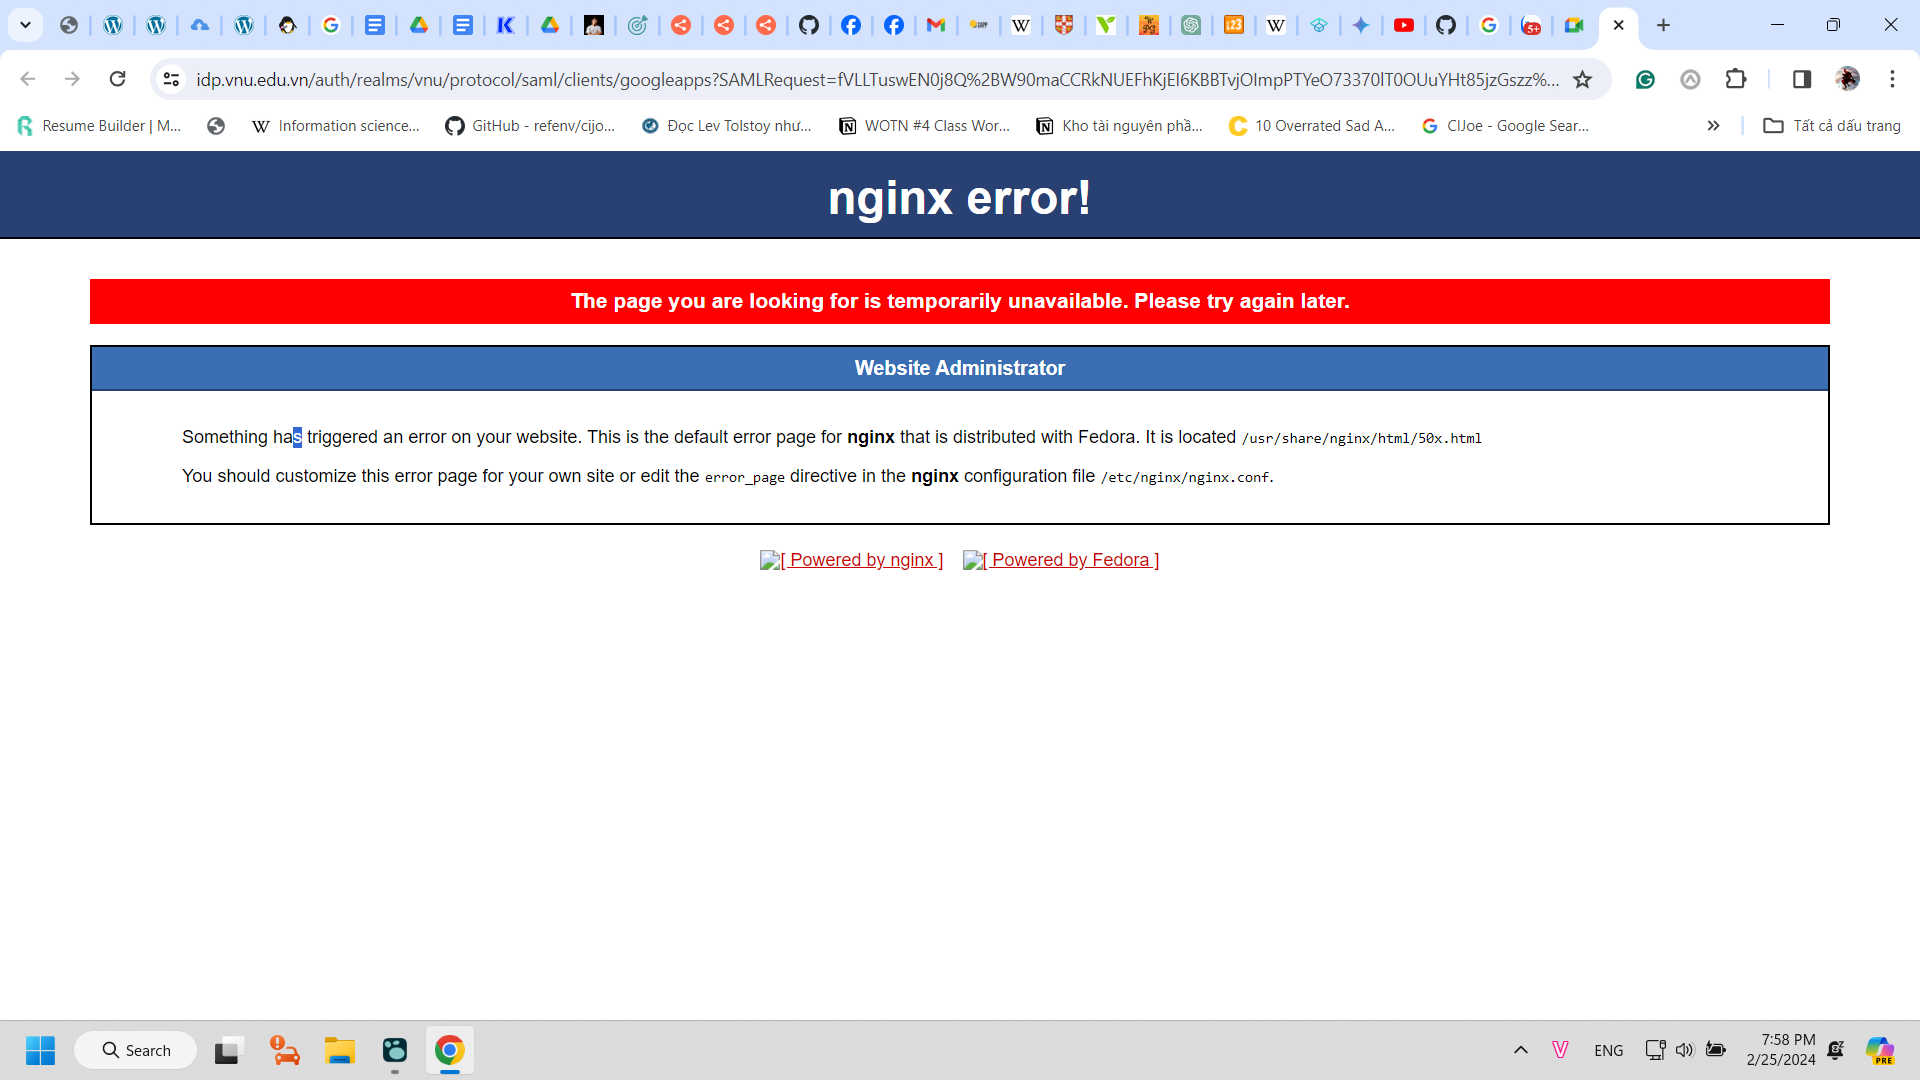 5+
idp.vnu.edu.vn/auth/realms/vnu/protocol/saml/clients/googleapps?SAMLRequest=fVLLTuswEN0j8Q%2BW90maCCRkNUEFhKjEI6KBBTvjOImpPTYeO73370lT0OUuYHt85jzGszz%...
Resume Builder | M...
Information science...
GitHub - refenv/cijo...
Đọc Lev Tolstoy như...
WOTN #4 Class Wor...
Kho tài nguyên phầ...
10 Overrated Sad A...
CIJoe - Google Sear...
Tất cả dấu trang
nginx error!
The page you are looking for is temporarily unavailable. Please try again later.
Website Administrator
Something has triggered an error on your website. This is the default error page for nginx that is distributed with Fedora. It is located /usr/share/nginx/html/50x.html
You should customize this error page for your own site or edit the error_page directive in the nginx configuration file /etc/nginx/nginx.conf.
[ Powered by nginx ] [ Powered by Fedora ]
Search
ENG
7:58 PM
2/25/2024
PRE